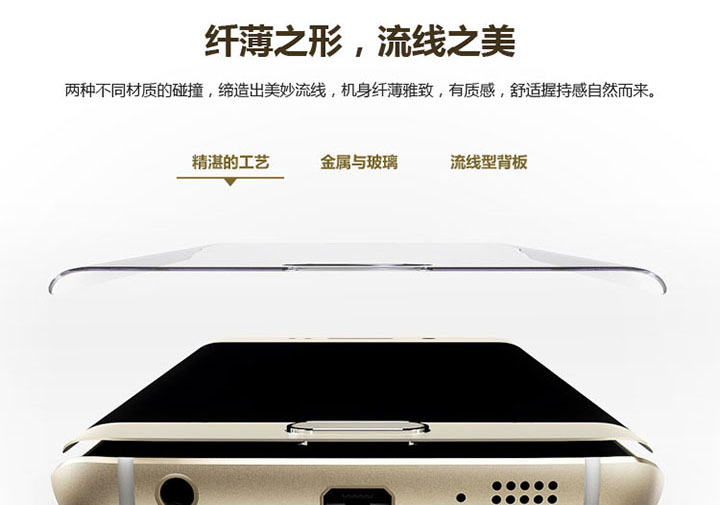 纤薄之形，流线之美
两种不同材质的碰撞，缔造出美妙流线，机身纤薄雅致，有质感，舒适握持感自然而来。
精湛的工艺 金属与玻璃 流线型背板